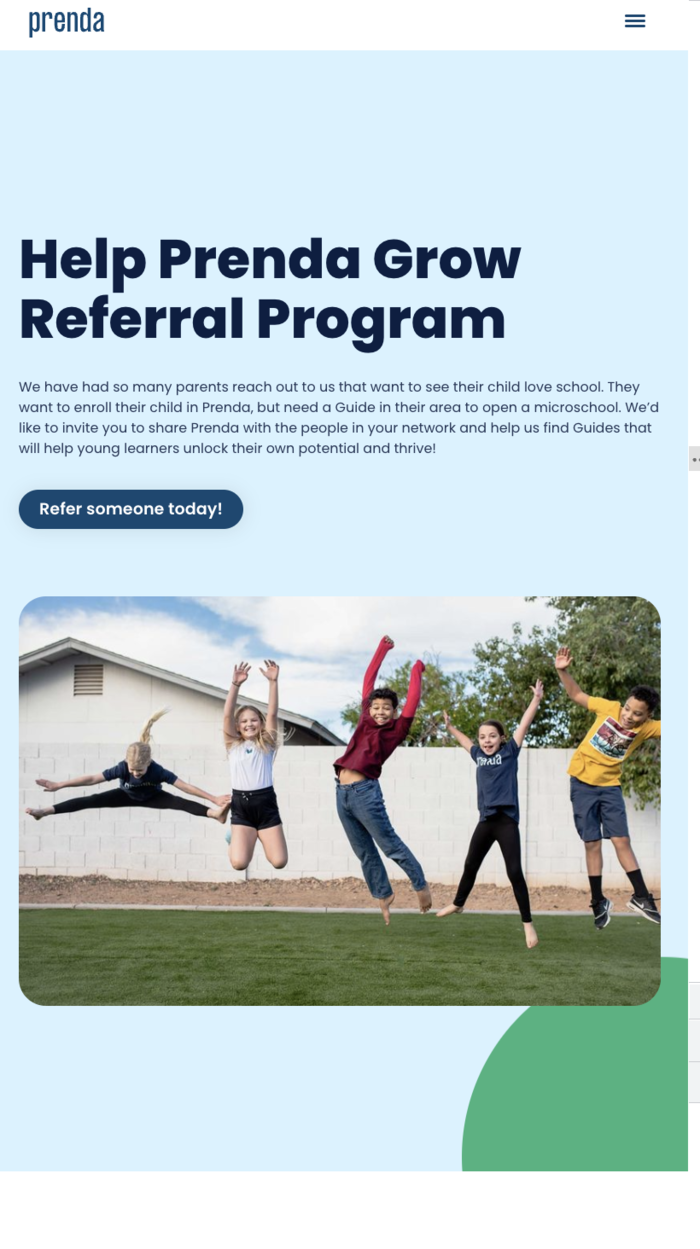 prenda
Help Prenda Grow
Referral Program
We have had so many parents reach out to us that want to see their child love school. They
want to enroll their child in Prenda, but need a Guide in their area to open a microschool. We’d
like to invite you to share Prenda with the people in your network and help us find Guides that
will help young learners unlock their own potential and thrive!
Refer someone today!
prenda